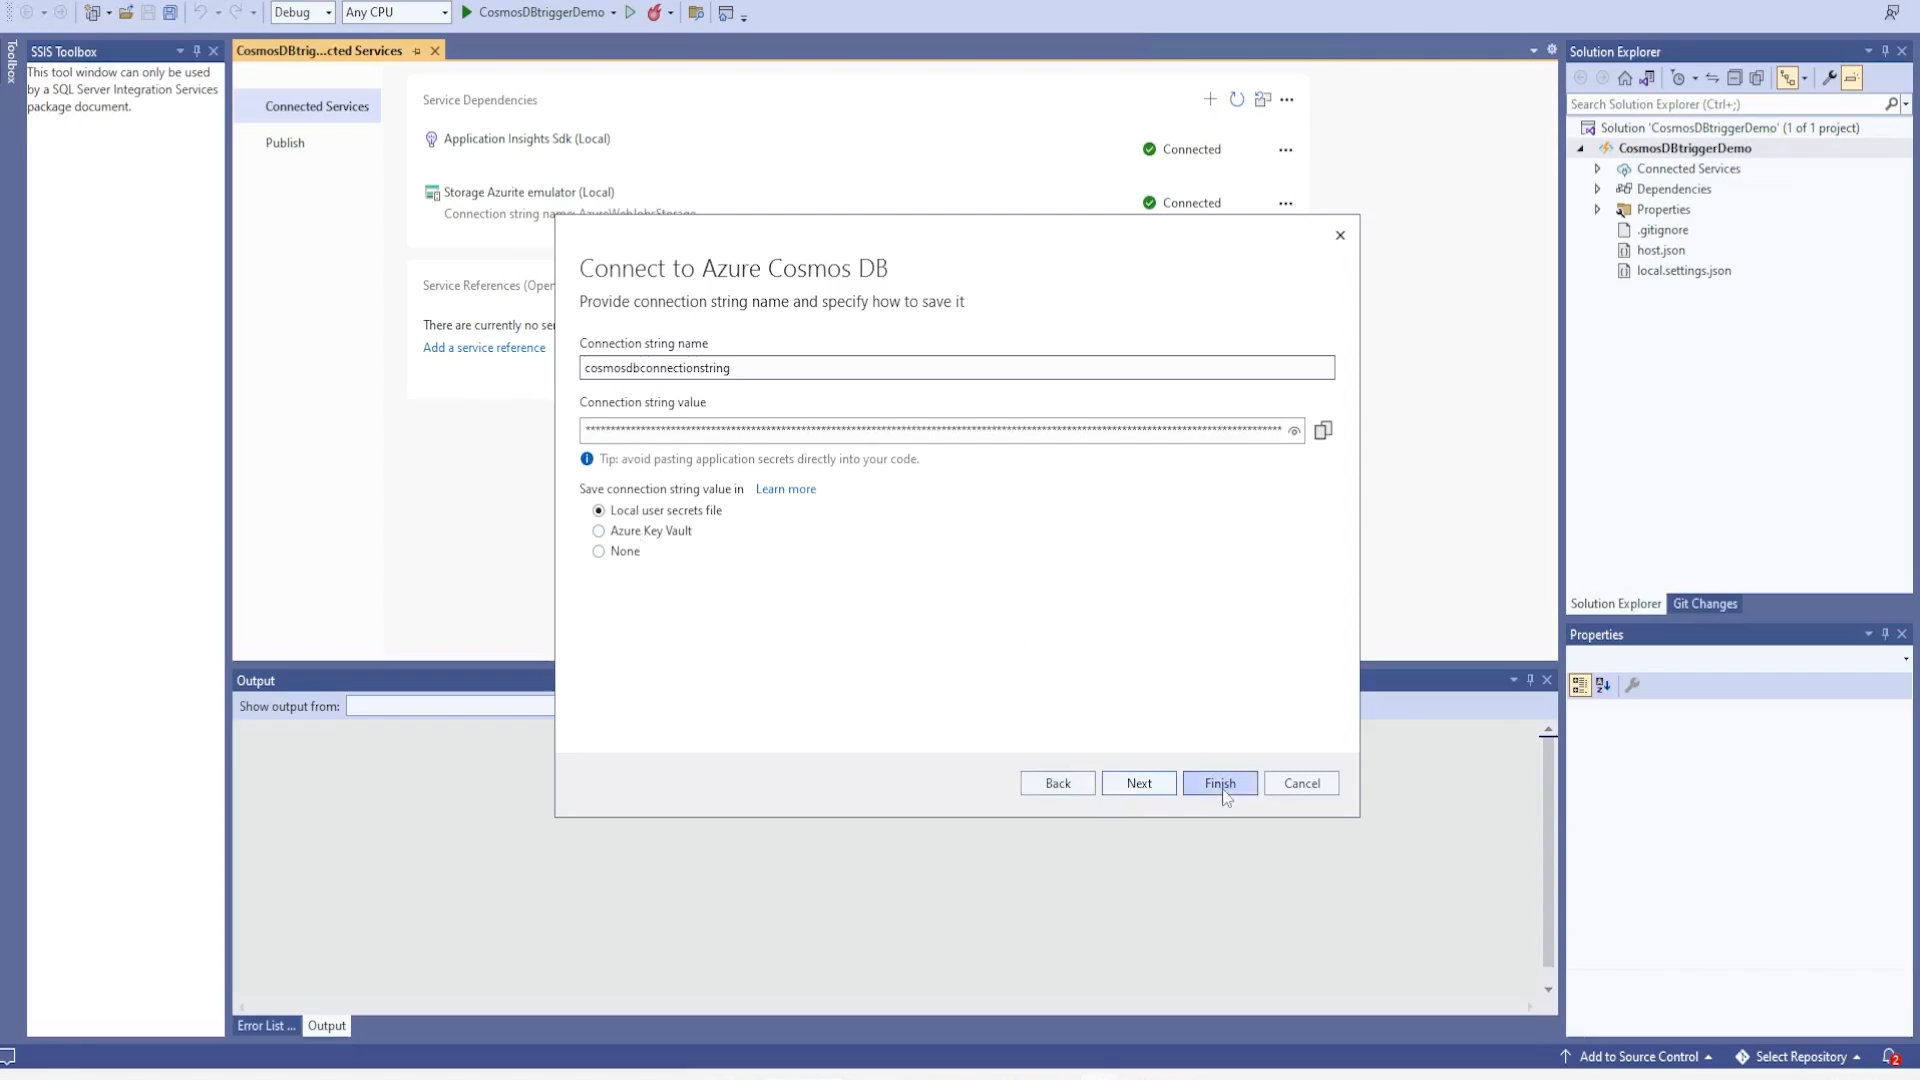 Debug
Any CPU
CosmosDBtriggerDemo
Toolbox
SSIS Toolbox
This tool window can only be used
by a SQL Server Integration Services
package document.
CosmosDBtrig...cted Services
Connected Services
Publish
Service Dependencies
Application Insights Sdk (Local)
Connected
Storage Azurite emulator (Local)
Connection string name: AzureWebJobsStorage
Connected
Service References (Open
There are currently no se
Add a service reference
Connect to Azure Cosmos DB
Provide connection string name and specify how to save it
Connection string name
cosmosdbconnectionstring
Connection string value
Tip: avoid pasting application secrets directly into your code.
Save connection string value in Learn more
Local user secrets file
Azure Key Vault
None
Back
Next
Finish
Cancel
Output
Show output from:
Error List ...
Output
Solution Explorer
Search Solution Explorer (Ctrl+;)
Solution 'CosmosDBtriggerDemo' (1 of 1 project)
CosmosDBtriggerDemo
Connected Services
Dependencies
Properties
.gitignore
host.json
local.settings.json
Solution Explorer
Git Changes
Properties
Add to Source Control
Select Repository
2